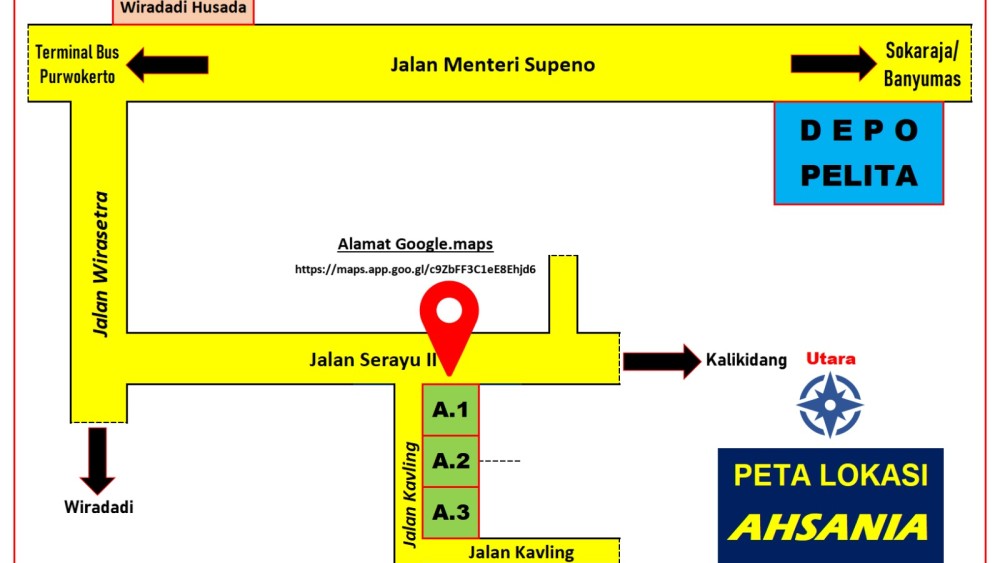 Wiradadi Husada
Terminal Bus
Purwokerto
Jalan Menteri Supeno
Sokaraja/
Banyumas
DEPO
PELITA
Jalan Wirasetra
Alamat Google.maps
https://maps.app.goo.gl/c9ZbFF3C1eE8Ehjd6
Jalan Serayu II
Kalikidang
Utara
A.1
A.2
A.3
Jalan Kavling
Wiradadi
PETA LOKASI
AHSANIA
Jalan Kavling